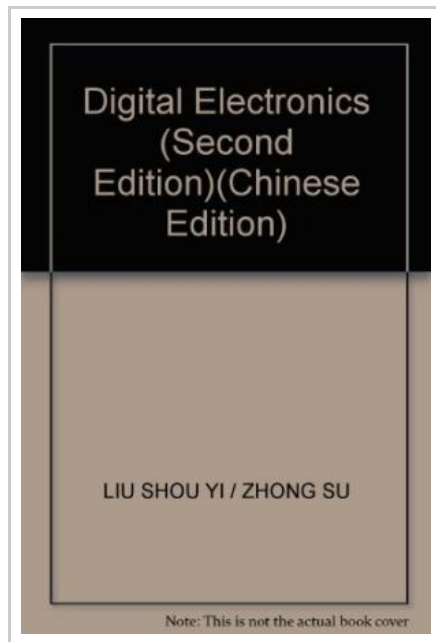 Digital Electronics
(Second
Edition)(Chinese
Edition)
LIU SHOU YI / ZHONG SU
Note: This is not the actual book cover